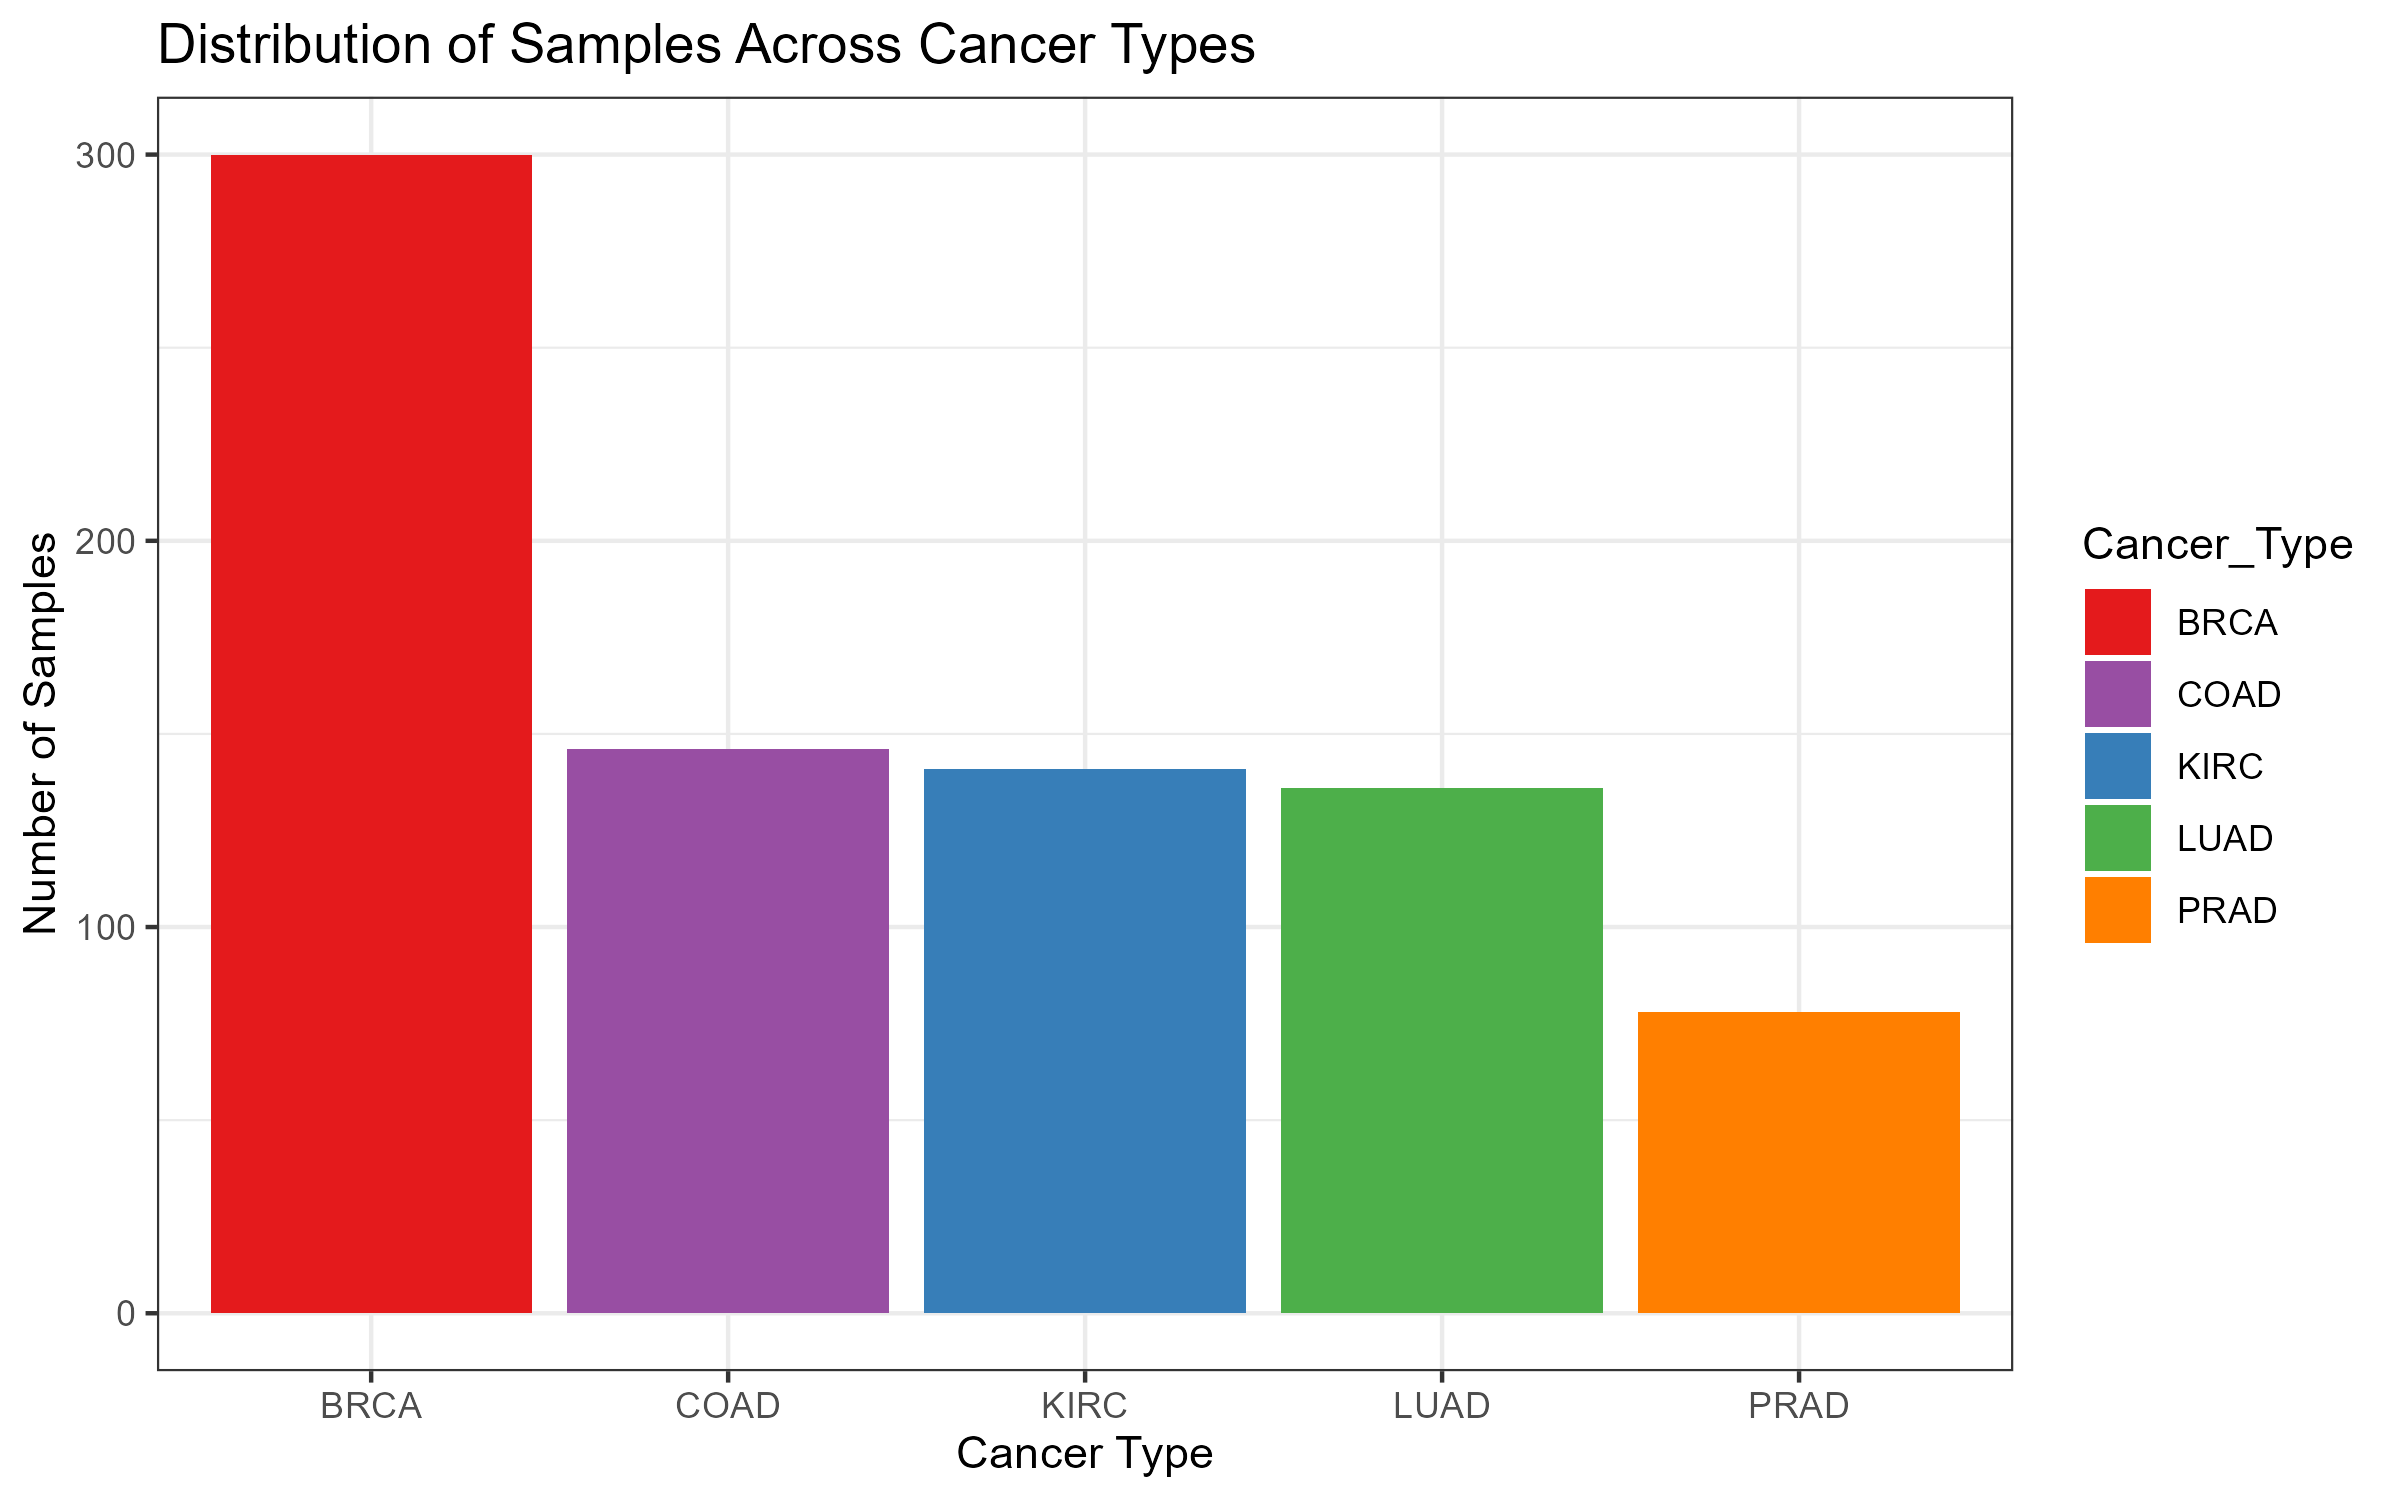 Distribution of Samples Across Cancer Types
Number of Samples
300
200
100
0
BRCA
COAD
KIRC
LUAD
PRAD
Cancer Type
Cancer_Type
BRCA
COAD
KIRC
LUAD
PRAD